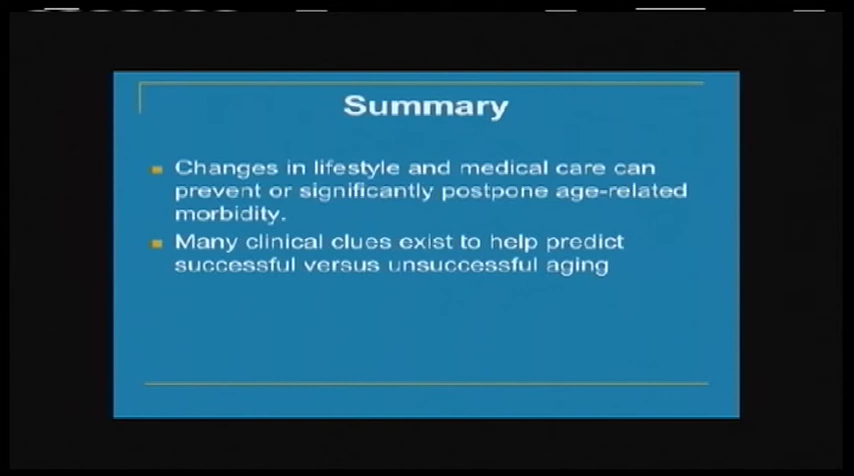 Summary
Changes in lifestyle and medical care can
prevent or significantly postpone age-related
morbidity.
Many clinical clues exist to help predict
successful versus unsuccessful aging